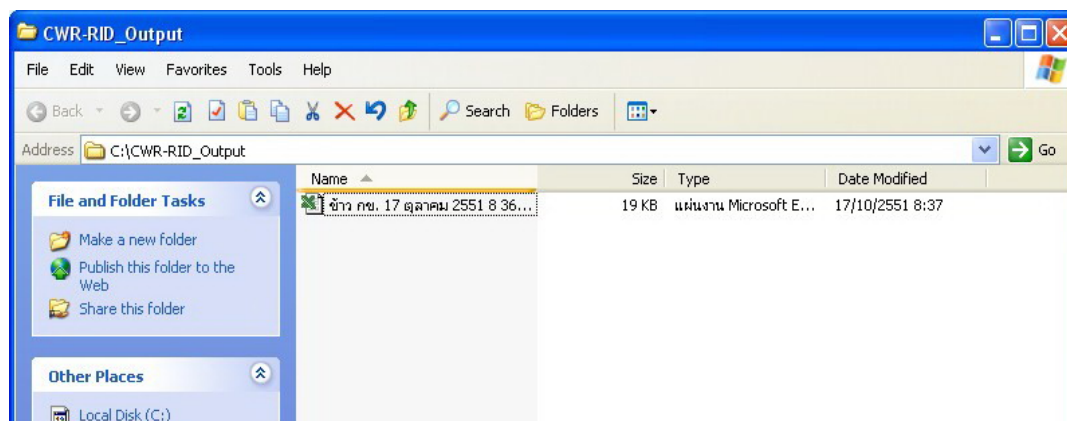 CWR-RID_Output
File Edit View Favorites Tools Help
Back Search Folders
Address C:\CWR-RID_Output Go
Name Size Type Date Modified
ข้าว กข. 17 ตุลาคม 2551 8 36... 19 KB แผ่นงาน Microsoft E... 17/10/2551 8:37
File and Folder Tasks
Make a new folder
Publish this folder to the
Web
Share this folder
Other Places
Local Disk (C:)